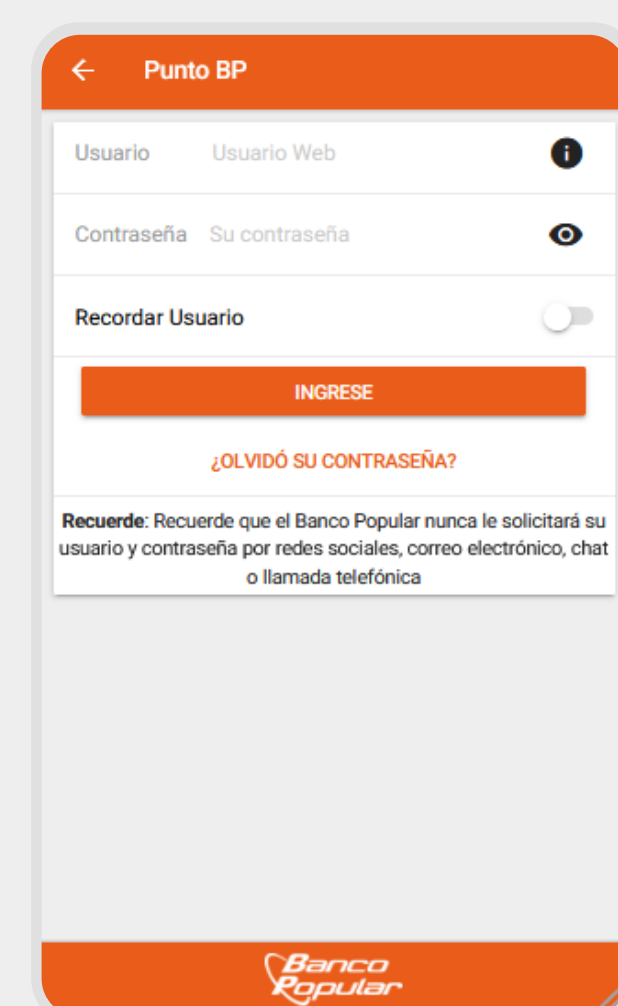 Punto BP
Usuario Usuario Web
Contraseña Su contraseña
Recordar Usuario
INGRESE
¿OLVIDÓ SU CONTRASEÑA?
Recuerde: Recuerde que el Banco Popular nunca le solicitará su
usuario y contraseña por redes sociales, correo electrónico, chat
o llamada telefónica
Banco
Popular